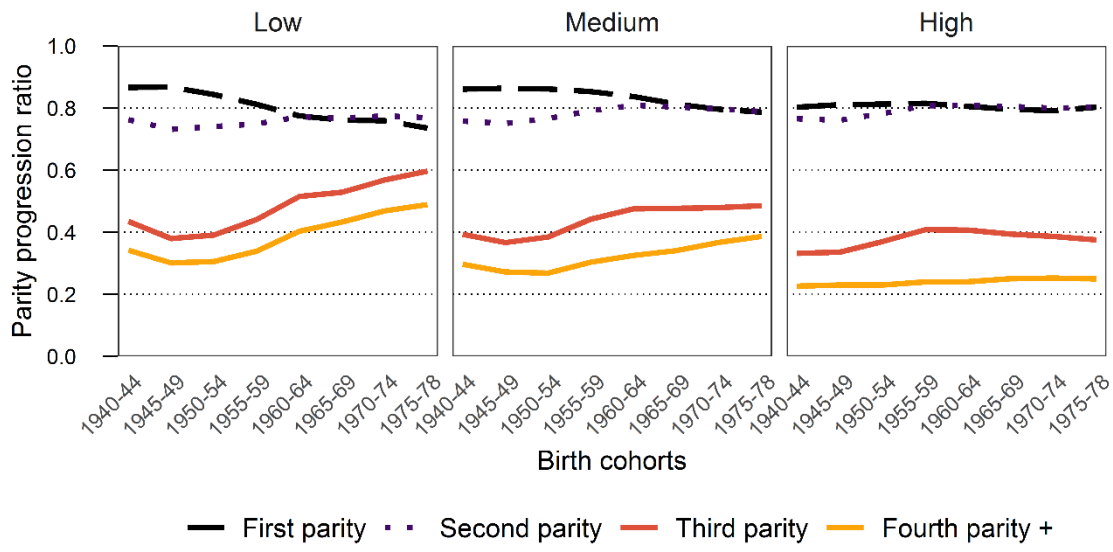 Low Medium High
Parity progression ratio
1.0
0.8
0.6
0.4
0.2
0.0
1940-44 1945-49 1950-54 1955-59 1960-64 1965-69 1970-74 1975-78 1940-44 1945-49 1950-54 1955-59 1960-64 1965-69 1970-74 1975-78 1940-44 1945-49 1950-54 1955-59 1960-64 1965-69 1970-74 1975-78
Birth cohorts
First parity Second parity Third parity Fourth parity +